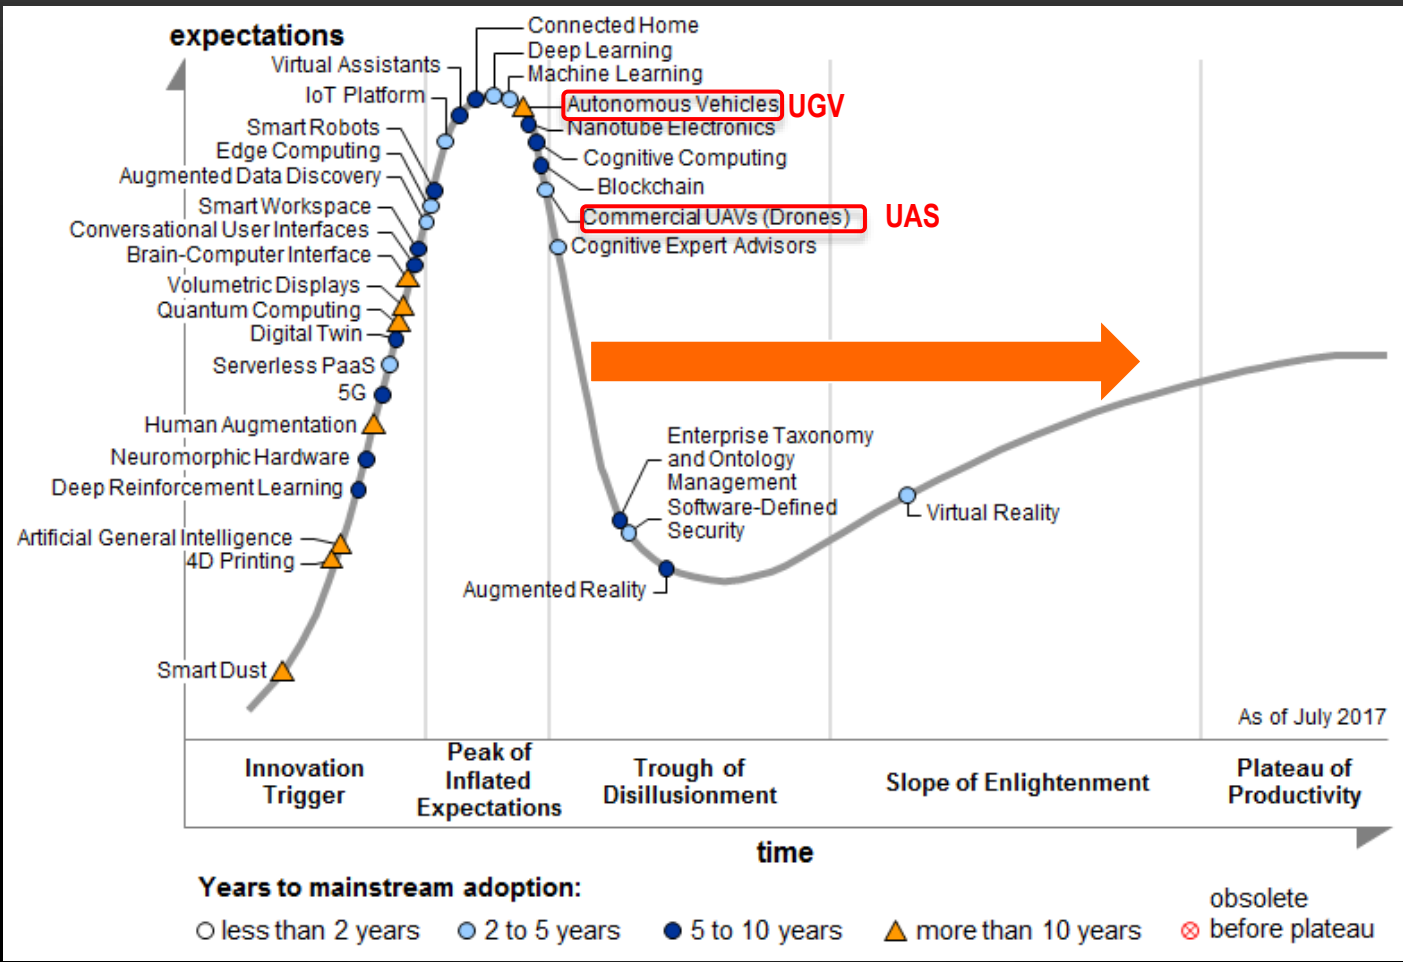 expectations
Connected Home
Deep Learning
Virtual Assistants
Machine Learning
IoT Platform
Autonomous Vehicles UGV
Smart Robots
Nanotube Electronics
Edge Computing
Cognitive Computing
Augmented Data Discovery
Blockchain
Smart Workspace
Commercial UAVs (Drones) UAS
Conversational User Interfaces
Cognitive Expert Advisors
Brain-Computer Interface
Volumetric Displays
Quantum Computing
Digital Twin
Serverless PaaS
5G
Human Augmentation
Neuromorphic Hardware
Deep Reinforcement Learning
Artificial General Intelligence
4D Printing
Smart Dust
Enterprise Taxonomy
and Ontology
Management
Software-Defined
Security
Augmented Reality
Virtual Reality
As of July 2017
Innovation
Trigger
Peak of
Inflated
Expectations
Trough of
Disillusionment
Slope of Enlightenment
Plateau of
Productivity
time
Years to mainstream adoption:
less than 2 years
2 to 5 years
5 to 10 years
more than 10 years
obsolete
before plateau